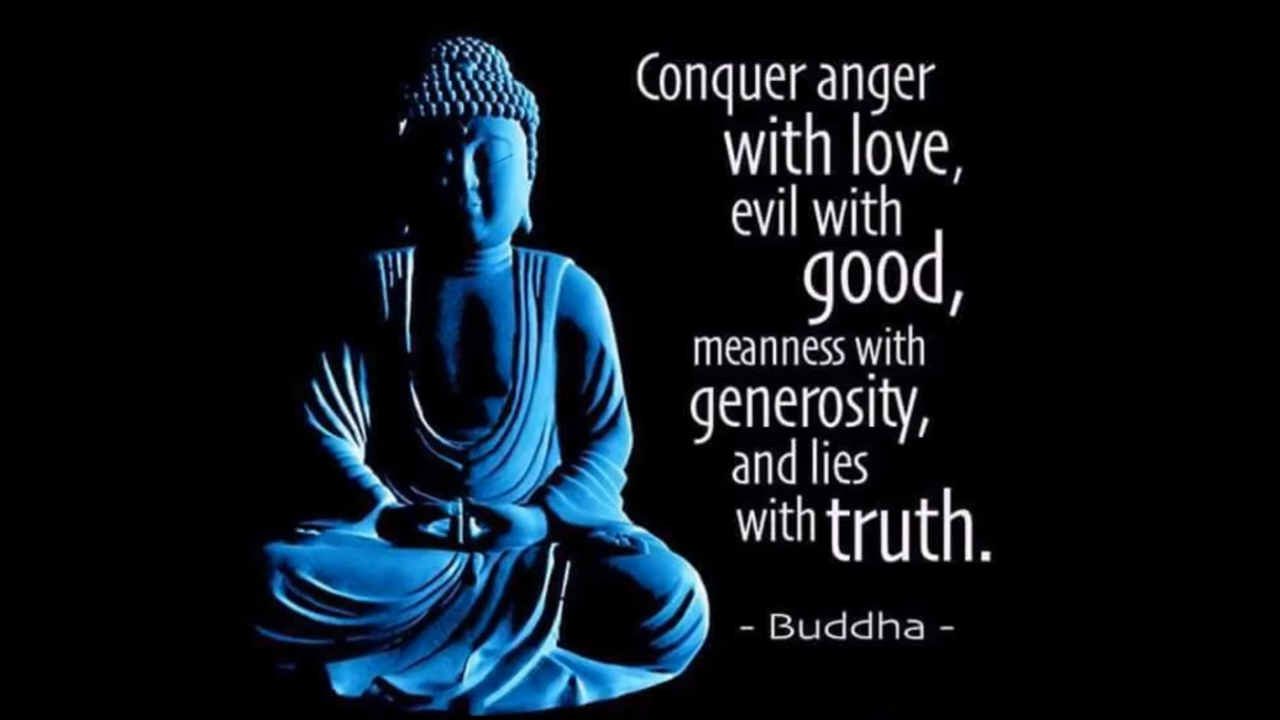 Conquer anger
with love,
evil with
good,
meanness with
generosity,
and lies
with truth.
- Buddha -